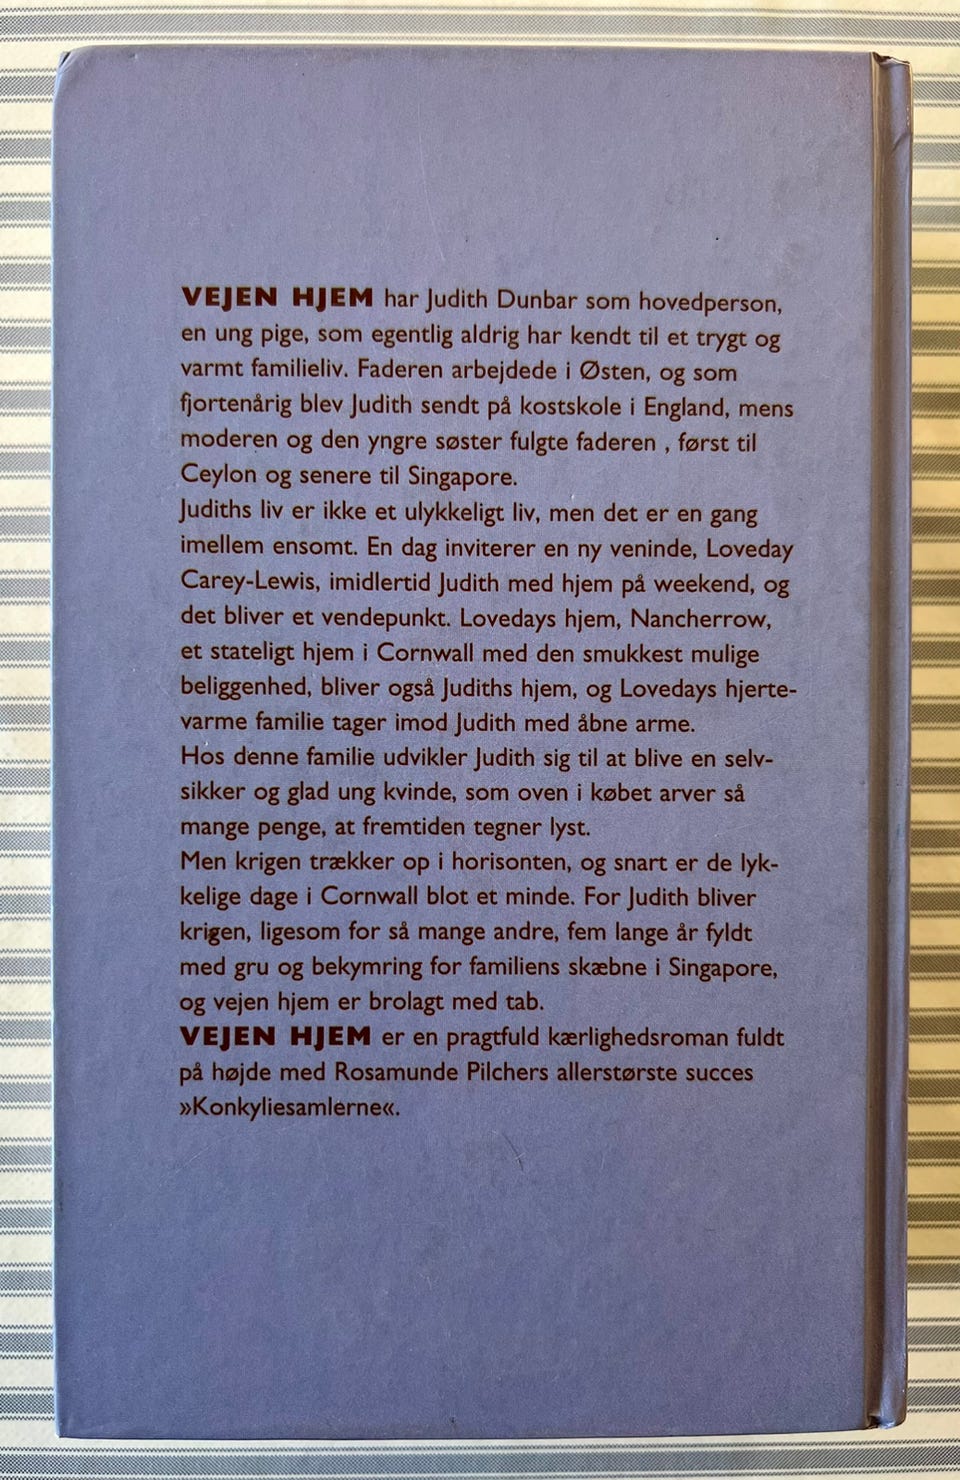 VEJEN HJEM har Judith Dunbar som hovedperson,
en ung pige, som egentlig aldrig har kendt til et trygt og
varmt familieliv. Faderen arbejdede i Østen, og som
fjortenårig blev Judith sendt på kostskole i England, mens
moderen og den yngre søster fulgte faderen , først til
Ceylon og senere til Singapore.
Judiths liv er ikke et ulykkeligt liv, men det er en gang
imellem ensomt. En dag inviterer en ny veninde, Loveday
Carey-Lewis, imidlertid Judith med hjem på weekend, og
det bliver et vendepunkt. Lovedays hjem, Nancherrow,
et stateligt hjem i Cornwall med den smukkest mulige
beliggenhed, bliver også Judiths hjem, og Lovedays hjerte-
varme familie tager imod Judith med åbne arme.
Hos denne familie udvikler Judith sig til at blive en selv-
sikker og glad ung kvinde, som oven i købet arver så
mange penge, at fremtiden tegner lyst.
Men krigen trækker op i horisonten, og snart er de lyk-
kelige dage i Cornwall blot et minde. For Judith bliver
krigen, ligesom for så mange andre, fem lange år fyldt
med gru og bekymring for familiens skæbne i Singapore,
og vejen hjem er brolagt med tab.
VEJEN HJEM er en pragtfuld kærlighedsroman fuldt
på højde med Rosamunde Pilchers allerstørste succes
»Konkyliesamlerne«.